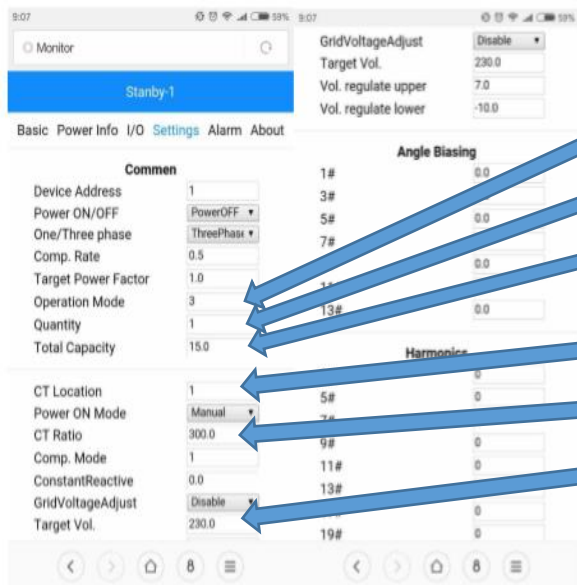 9:07
59%
Monitor
Stanby-1
Basic Power Info I/O Settings Alarm About
Commen
Device Address 1
Power ON/OFF PowerOFF
One/Three phase ThreePhase
Comp. Rate 0.5
Target Power Factor 1.0
Operation Mode 3
Quantity 1
Total Capacity 15.0
CT Location 1
Power ON Mode Manual
CT Ratio 300.0
Comp. Mode 1
ConstantReactive 0.0
GridVoltageAdjust Disable
Target Vol. 230.0
9:07
59%
GridVoltageAdjust Disable
Target Vol. 230.0
Vol. regulate upper 7.0
Vol. regulate lower -10.0
Angle Biasing
1# 0.0
3#
5# 0.0
7#
0.0
13# 0.0
Harmonics
0
5# 0
7#
9# 0
11# 0
13#
0
19# 0